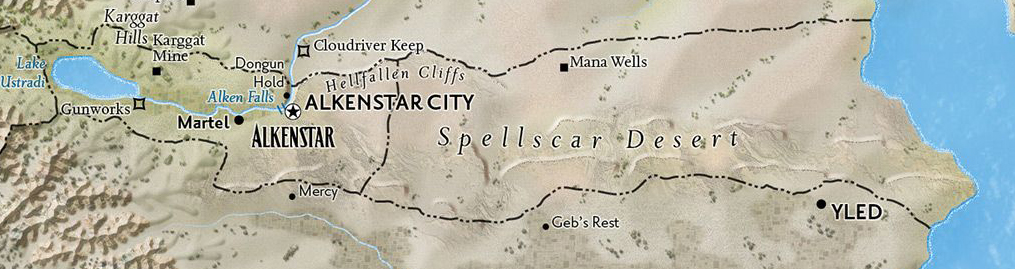 Karggat
Hills
Karggat
Mine
Cloudriver Keep
Lake
Ustradi
Dongun
Hold
Hellfallen Cliffs
Mana Wells
Gunworks
Alken Falls
ALKENSTAR CITY
Martel
ALKENSTAR
Spellscar Desert
Mercy
Geb's Rest
YLED